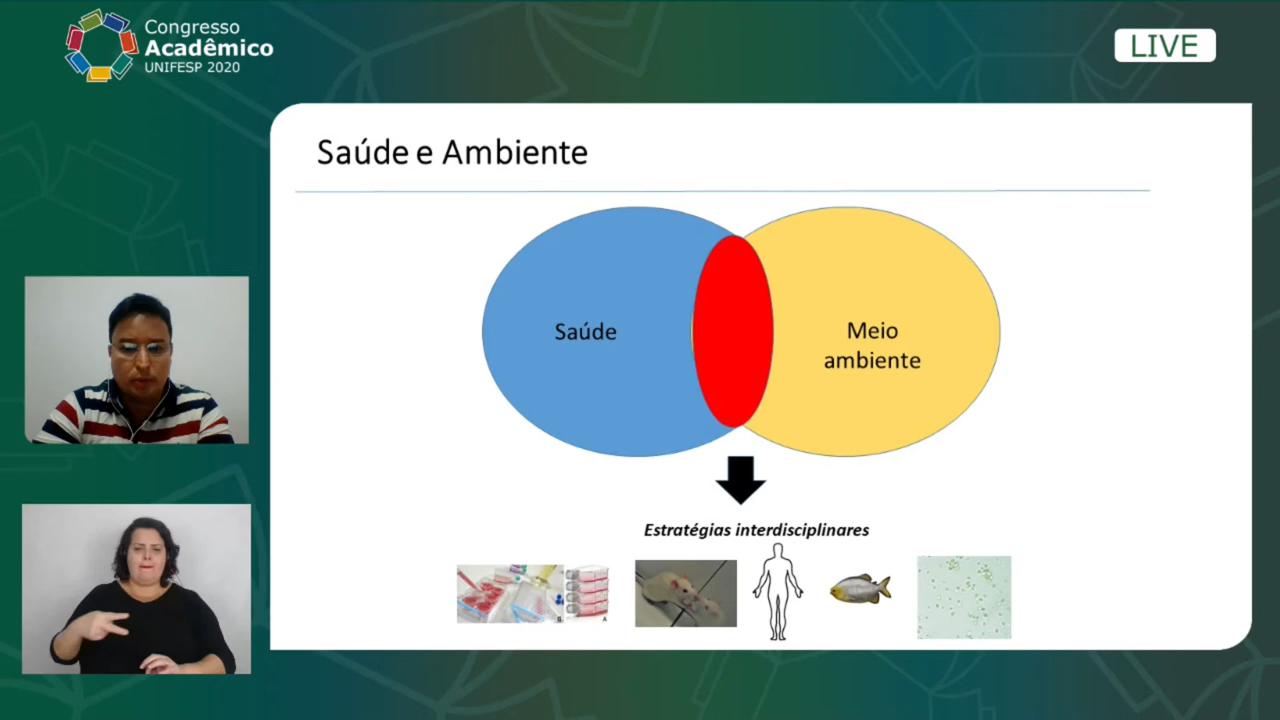 Congresso
Acadêmico
UNIFESP 2020
LIVE
Saúde e Ambiente
Saúde
Meio
ambiente
Estratégias interdisciplinares
B
A